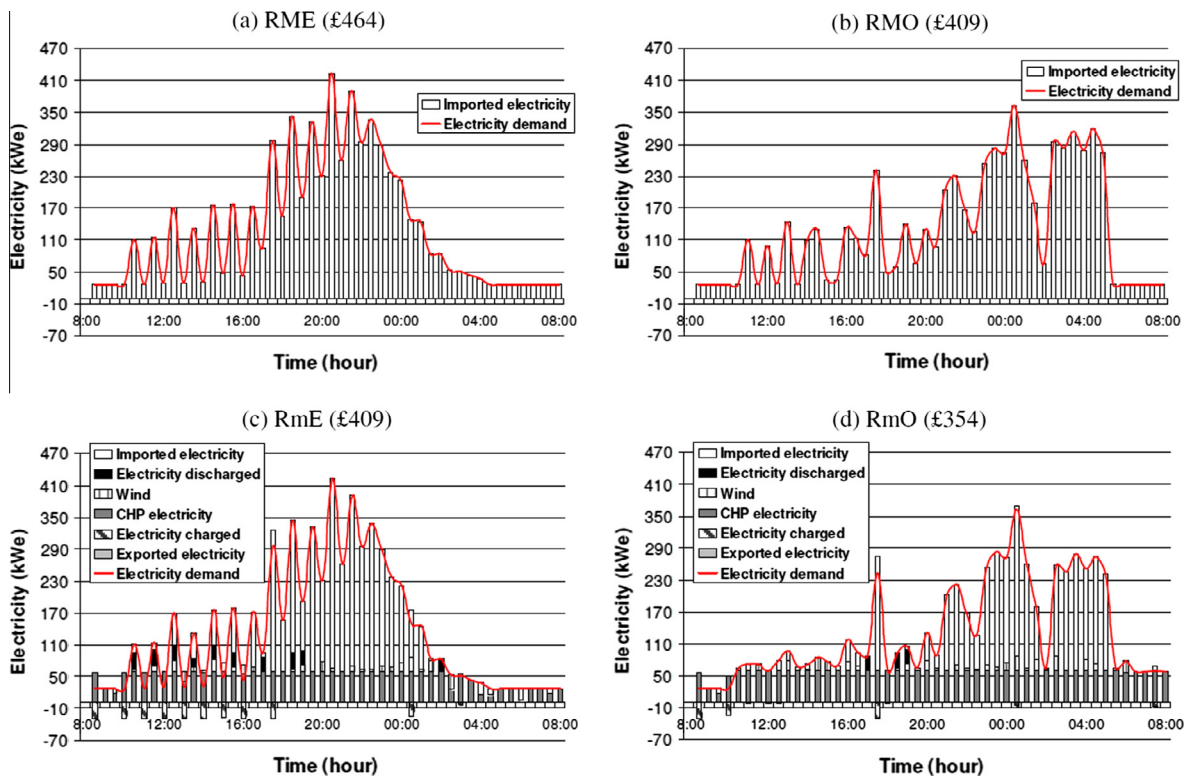 (a) RME (£464)
470
410
350
290
230
170
110
50
-10
-70
Electricity (kWe)
Imported electricity
Electricity demand
8:00 12:00 16:00 20:00 00:00 04:00 08:00
Time (hour)
(b) RMO (£409)
470
410
350
290
230
170
110
50
-10
-70
Electricity (kWe)
Imported electricity
Electricity demand
8:00 12:00 16:00 20:00 00:00 04:00 08:00
Time (hour)
(c) RmE (£409)
470
410
350
290
230
170
110
50
-10
-70
Electricity (kWe)
Imported electricity
Electricity discharged
Wind
CHP electricity
Electricity charged
Exported electricity
Electricity demand
8:00 12:00 16:00 20:00 00:00 04:00 08:00
Time (hour)
(d) RmO (£354)
470
410
350
290
230
170
110
50
-10
-70
Electricity (kWe)
Imported electricity
Electricity discharged
Wind
CHP electricity
Electricity charged
Exported electricity
Electricity demand
8:00 12:00 16:00 20:00 00:00 04:00 08:00
Time (hour)